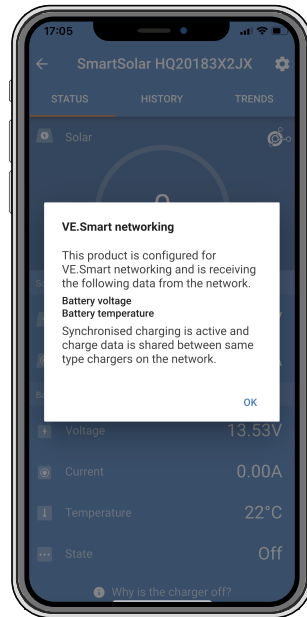 17:05
SmartSolar HQ20183X2JX
STATUS HISTORY TRENDS
Solar
VE.Smart networking
This product is configured for
VE.Smart networking and is receiving
the following data from the network.
Battery voltage
Battery temperature
Synchronised charging is active and
charge data is shared between same
type chargers on the network.
OK
Voltage 13.53V
Current 0.00A
Temperature 22°C
State Off
Why is the charger off?